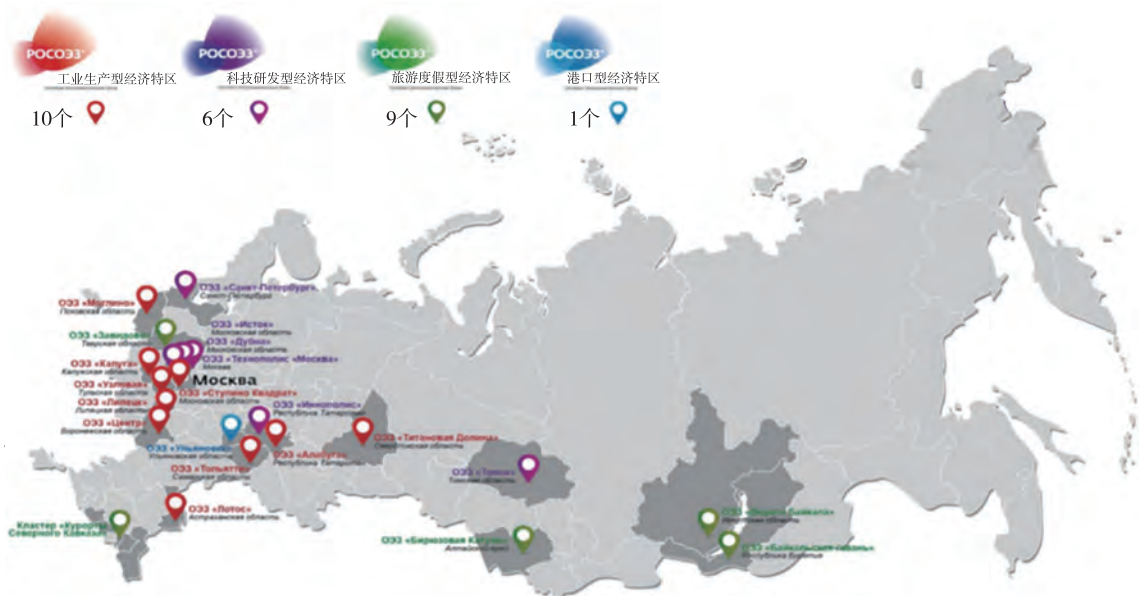 РОСОЭЗ
РОСОЭЗ
РОСОЭЗ
РОСОЭЗ
工业生产型经济特区
科技研发型经济特区
旅游度假型经济特区
港口型经济特区
10个
6个
9个
1个
ОЭЗ «Санкт-Петербург»,
Санкт-Петербург
ОЭЗ «Моглино»
Псковская область
ОЭЗ «Исток»
Московская область
ОЭЗ «Завидово»
Тверская область
ОЭЗ «Дубна»
Московская область
ОЭЗ «Технополис «Москва»
Москва
ОЭЗ «Калуга»
Калужская область
Москва
ОЭЗ «Узловая»
Тульская область
ОЭЗ «Ступино Квадрат»
Московская область
ОЭЗ «Липецк»
Липецкая область
ОЭЗ «Иннополис»
Республика Татарстан
ОЭЗ «Центр»
Воронежская область
ОЭЗ «Титановая Долина»
Свердловская область
ОЭЗ «Ульяновск»
Ульяновская область
ОЭЗ «Алабуга»
Республика Татарстан
ОЭЗ «Тольятти»
Самарская область
ОЭЗ «Томск»
Томская область
ОЭЗ «Лотос»
Астраханская область
Кластер «Курорты
Северного Кавказа»
ОЭЗ «Ворота Байкала»
Иркутская область
ОЭЗ «Бирюзовая Катунь»
Алтайский край
ОЭЗ «Байкальская гавань»
Республика Бурятия